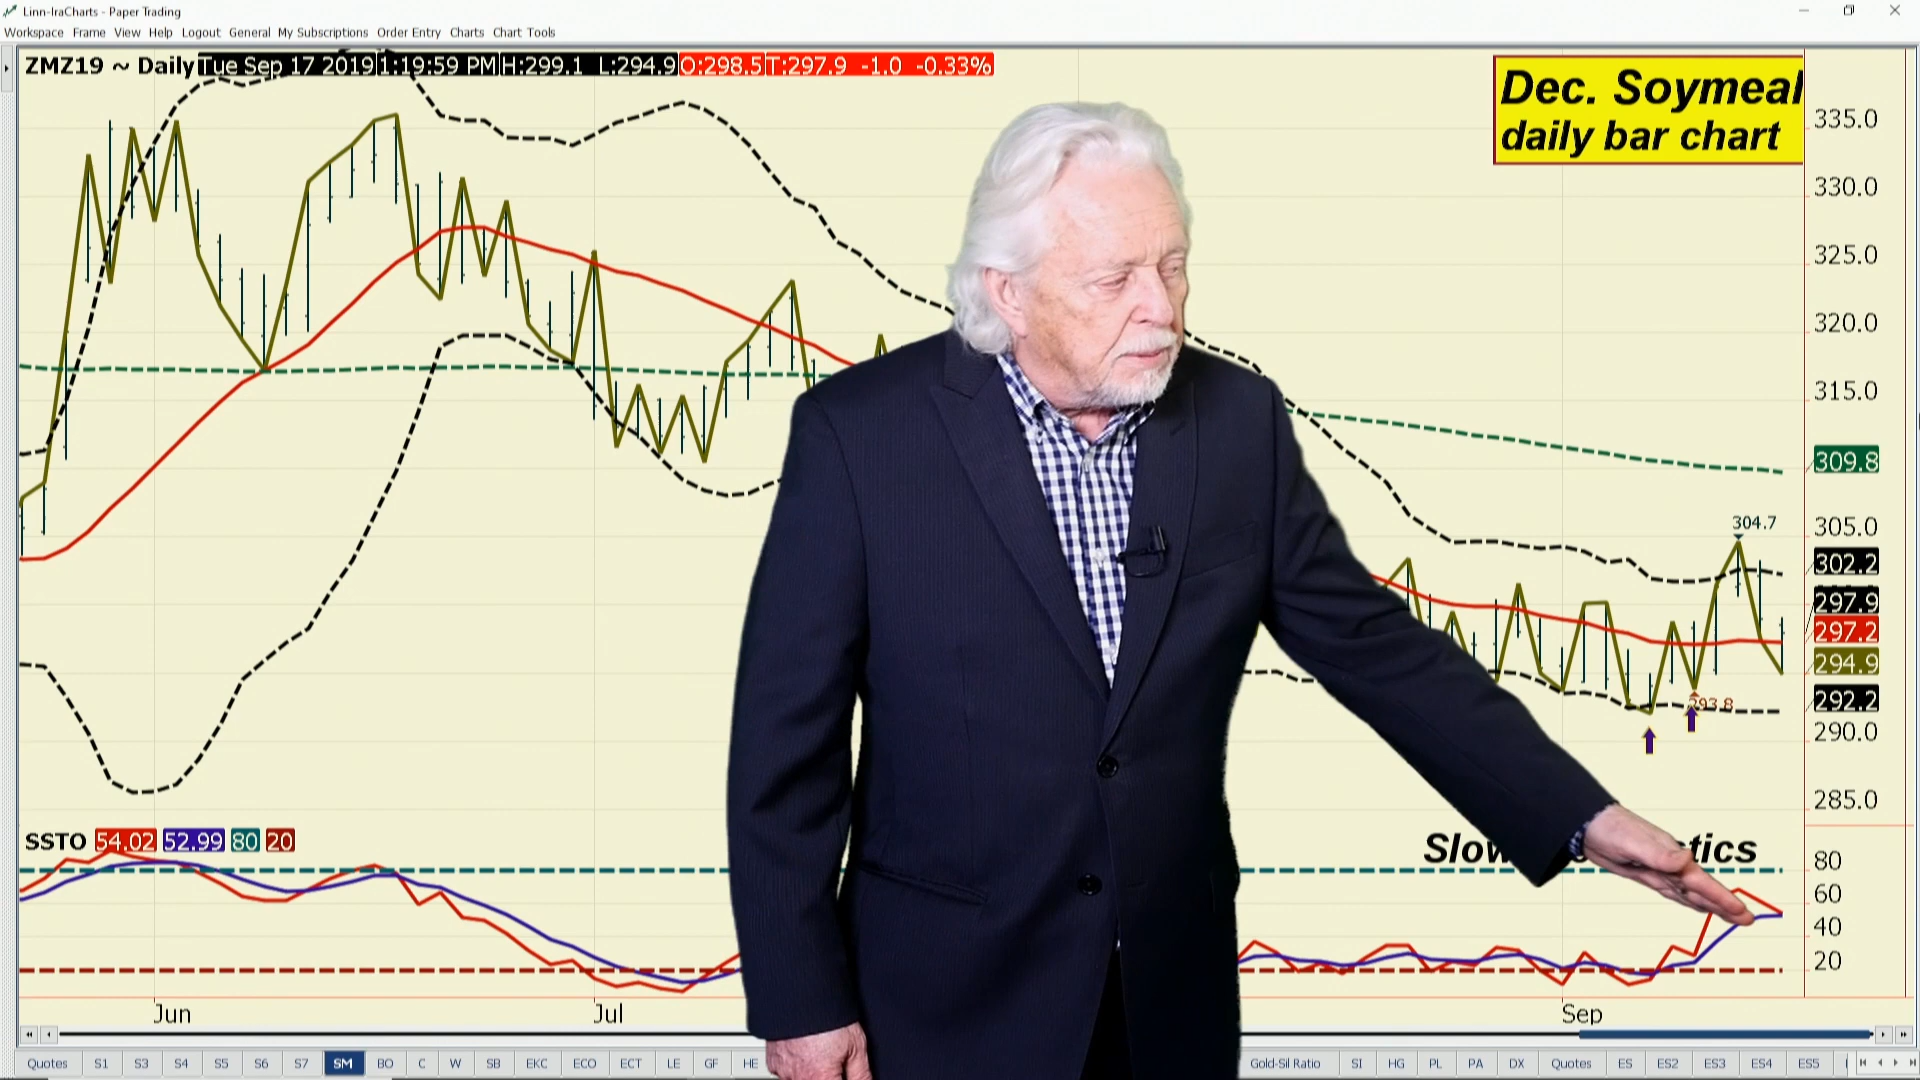 Linn-IraCharts - Paper Trading
Workspace Frame View Help Logout General My Subscriptions Order Entry Charts Chart Tools
ZMZ19 ~ Daily Tue Sep 17 2019 1:19:59 PM H:299.1 L:294.9 O:298.5 T:297.9 -1.0 -0.33%
Dec. Soymeal
daily bar chart
335.0
330.0
325.0
320.0
315.0
309.8
304.7
305.0
302.2
297.9
297.2
294.9
292.2
293.8
290.0
285.0
SSTO 54.02 52.99 80 20
Slow tics
80
60
40
20
Jun Jul Sep
Quotes S1 S3 S4 S5 S6 S7 SM BO C W SB EKC ECO ECT LE GF HE Gold-Sil Ratio SI HG PL PA DX Quotes ES ES2 ES3 ES4 ES5